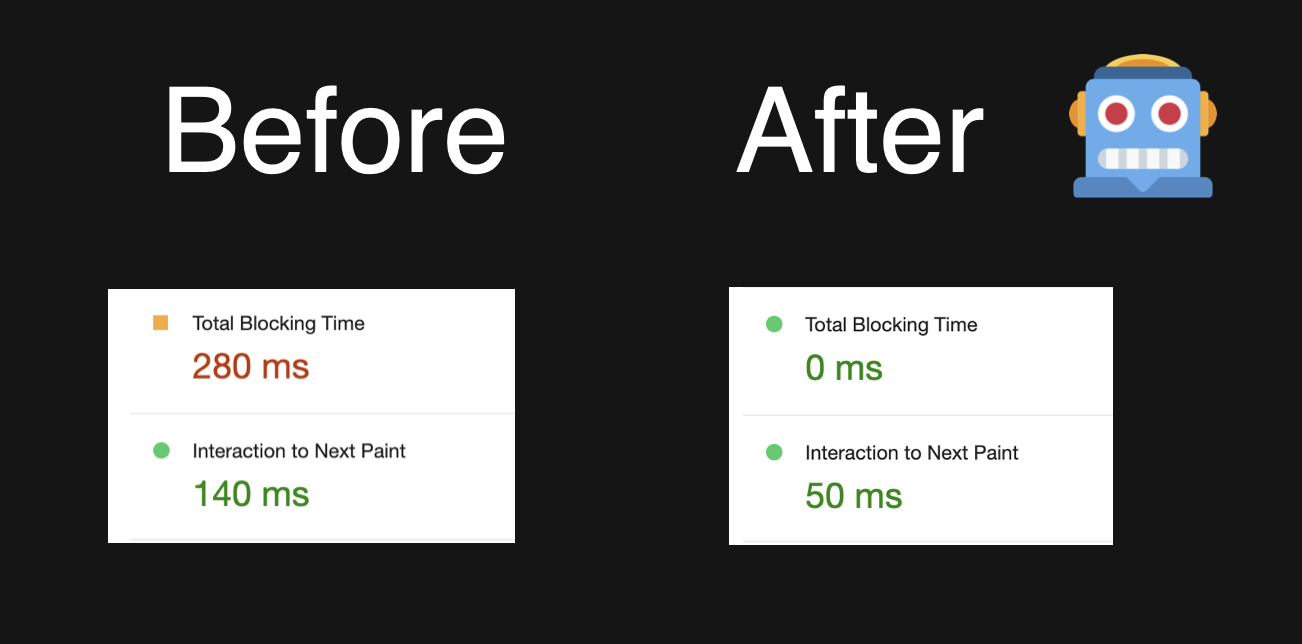 Before
After
Total Blocking Time
280 ms
Interaction to Next Paint
140 ms
Total Blocking Time
0 ms
Interaction to Next Paint
50 ms